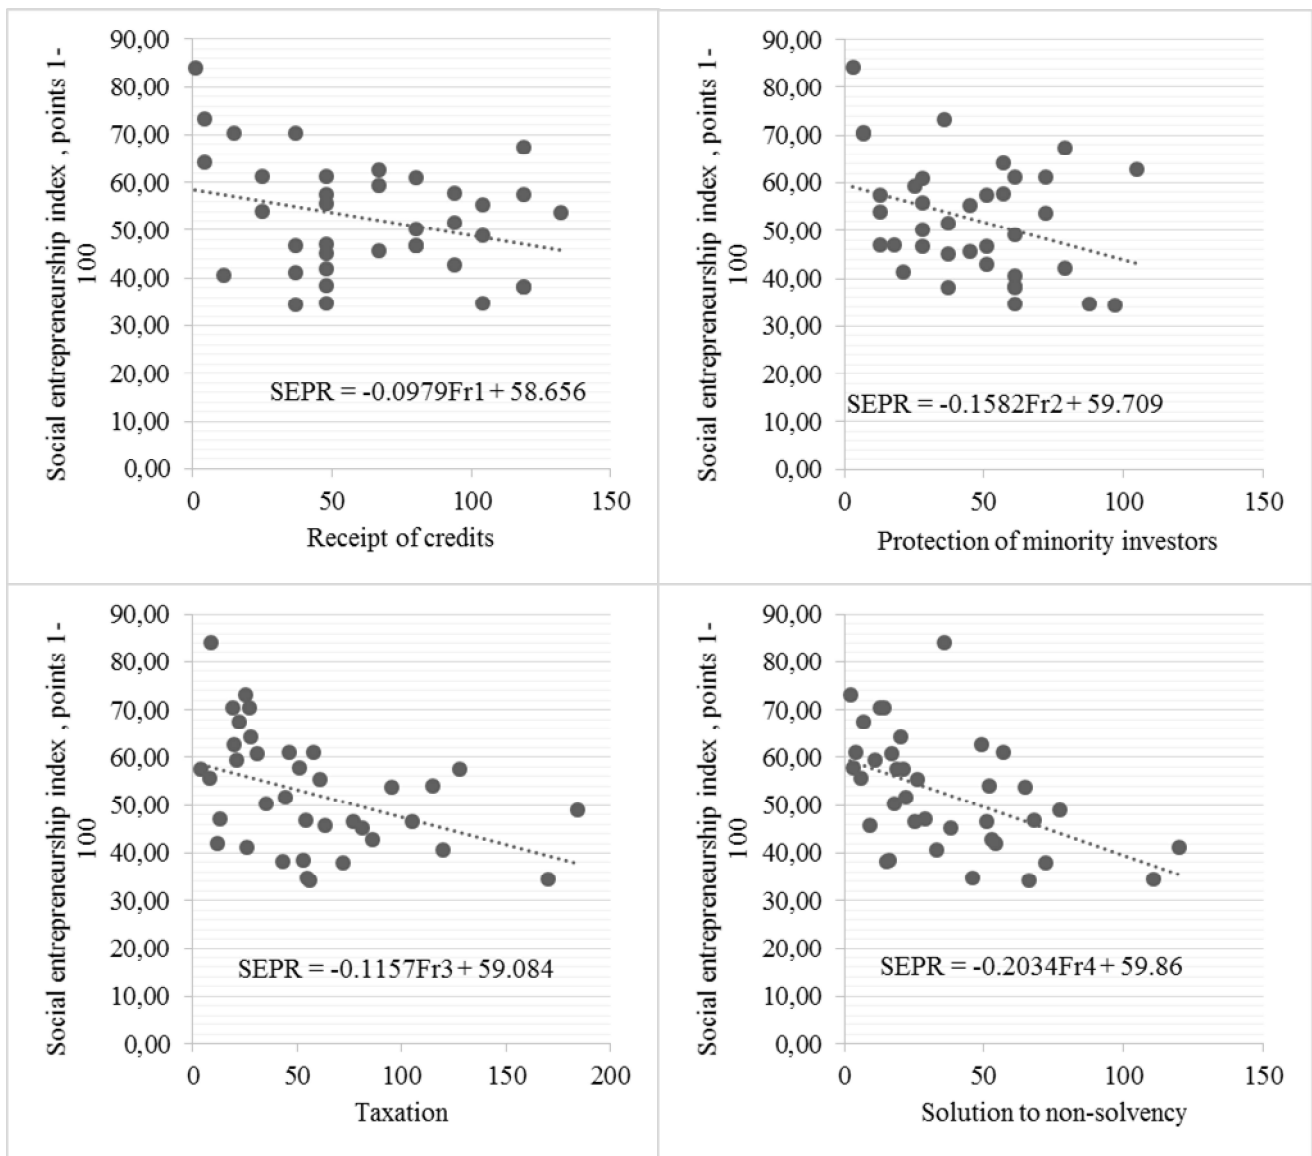 Social entrepreneurship index , points 1-
100
90,00
80,00
70,00
60,00
50,00
40,00
30,00
20,00
10,00
0,00
SEPR = -0.0979Fr1 + 58.656
0 50 100 150
Receipt of credits
Social entrepreneurship index , points 1-
100
90,00
80,00
70,00
60,00
50,00
40,00
30,00
20,00
10,00
0,00
SEPR = -0.1582Fr2 + 59.709
0 50 100 150
Protection of minority investors
Social entrepreneurship index , points 1-
100
90,00
80,00
70,00
60,00
50,00
40,00
30,00
20,00
10,00
0,00
SEPR = -0.1157Fr3 + 59.084
0 50 100 150 200
Taxation
Social entrepreneurship index , points 1-
100
90,00
80,00
70,00
60,00
50,00
40,00
30,00
20,00
10,00
0,00
SEPR = -0.2034Fr4 + 59.86
0 50 100 150
Solution to non-solvency